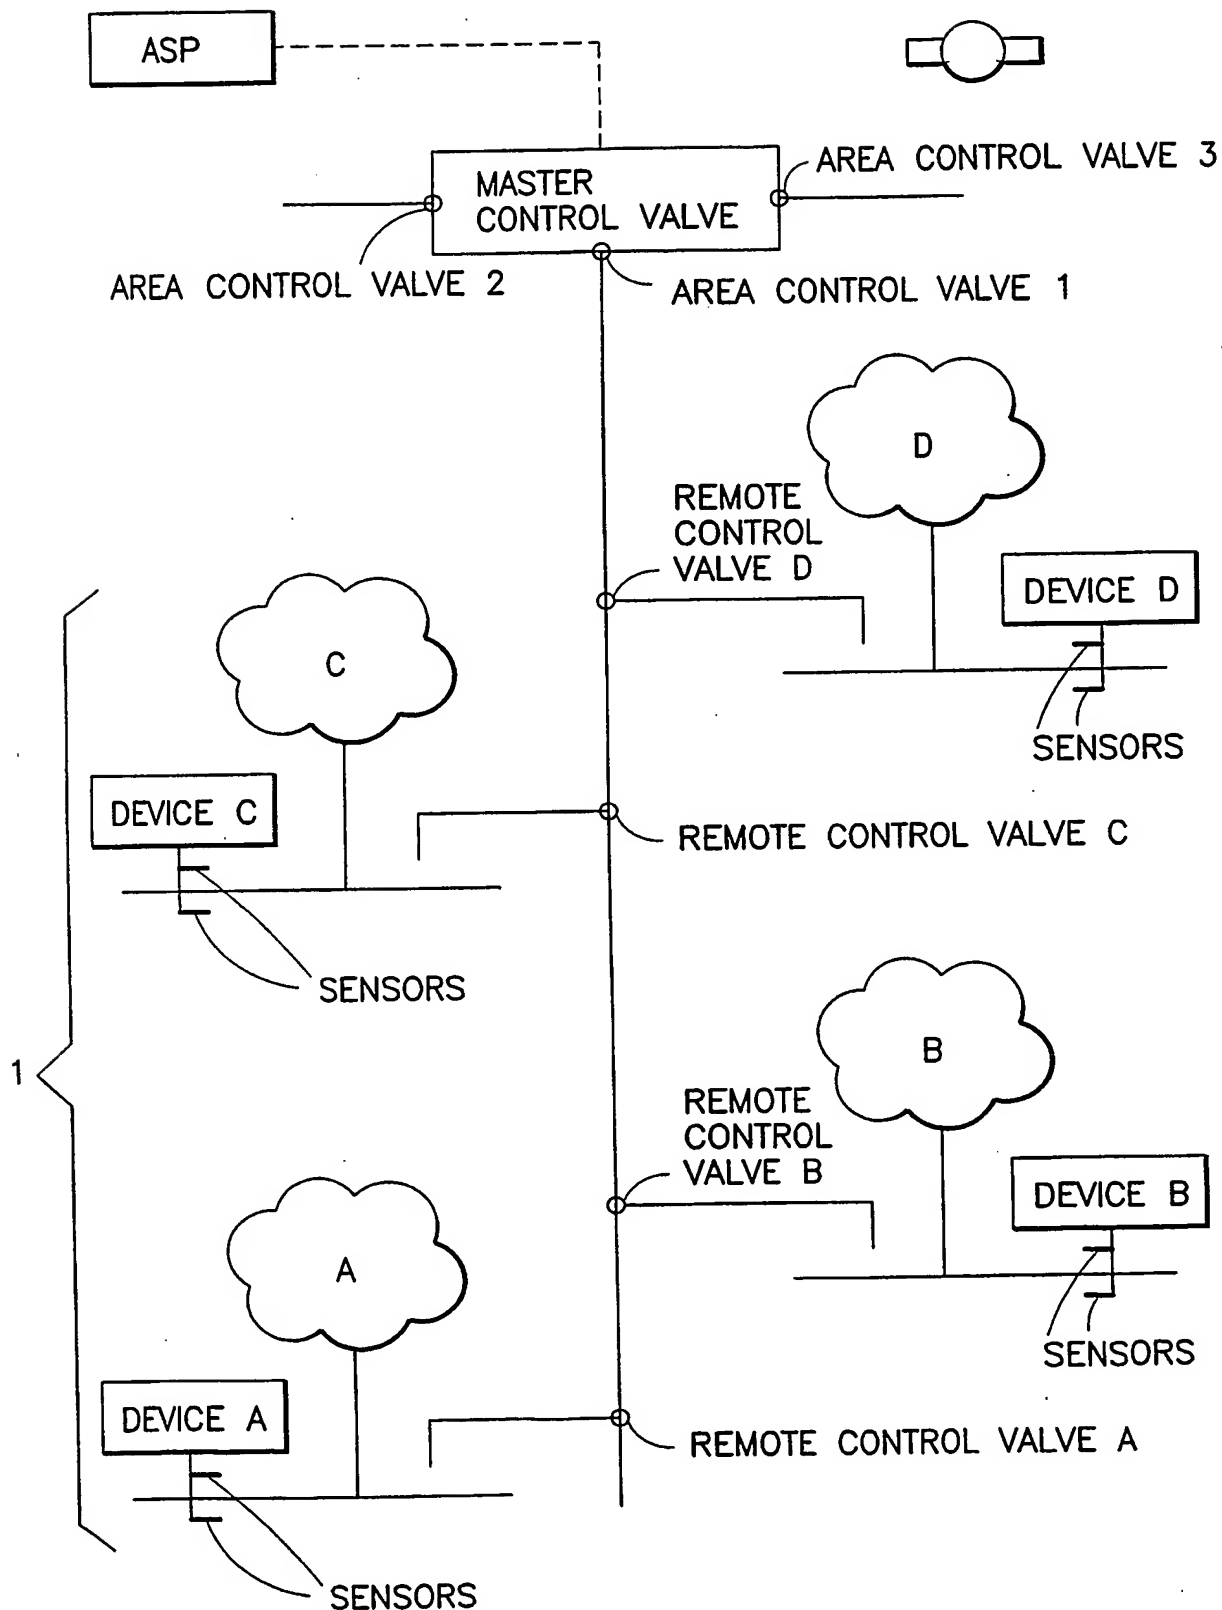 ASP
MASTER
CONTROL VALVE
AREA CONTROL VALVE 3
AREA CONTROL VALVE 2
AREA CONTROL VALVE 1
D
REMOTE
CONTROL
VALVE D
DEVICE D
SENSORS
C
DEVICE C
REMOTE CONTROL VALVE C
SENSORS
1
B
REMOTE
CONTROL
VALVE B
DEVICE B
SENSORS
A
DEVICE A
REMOTE CONTROL VALVE A
SENSORS